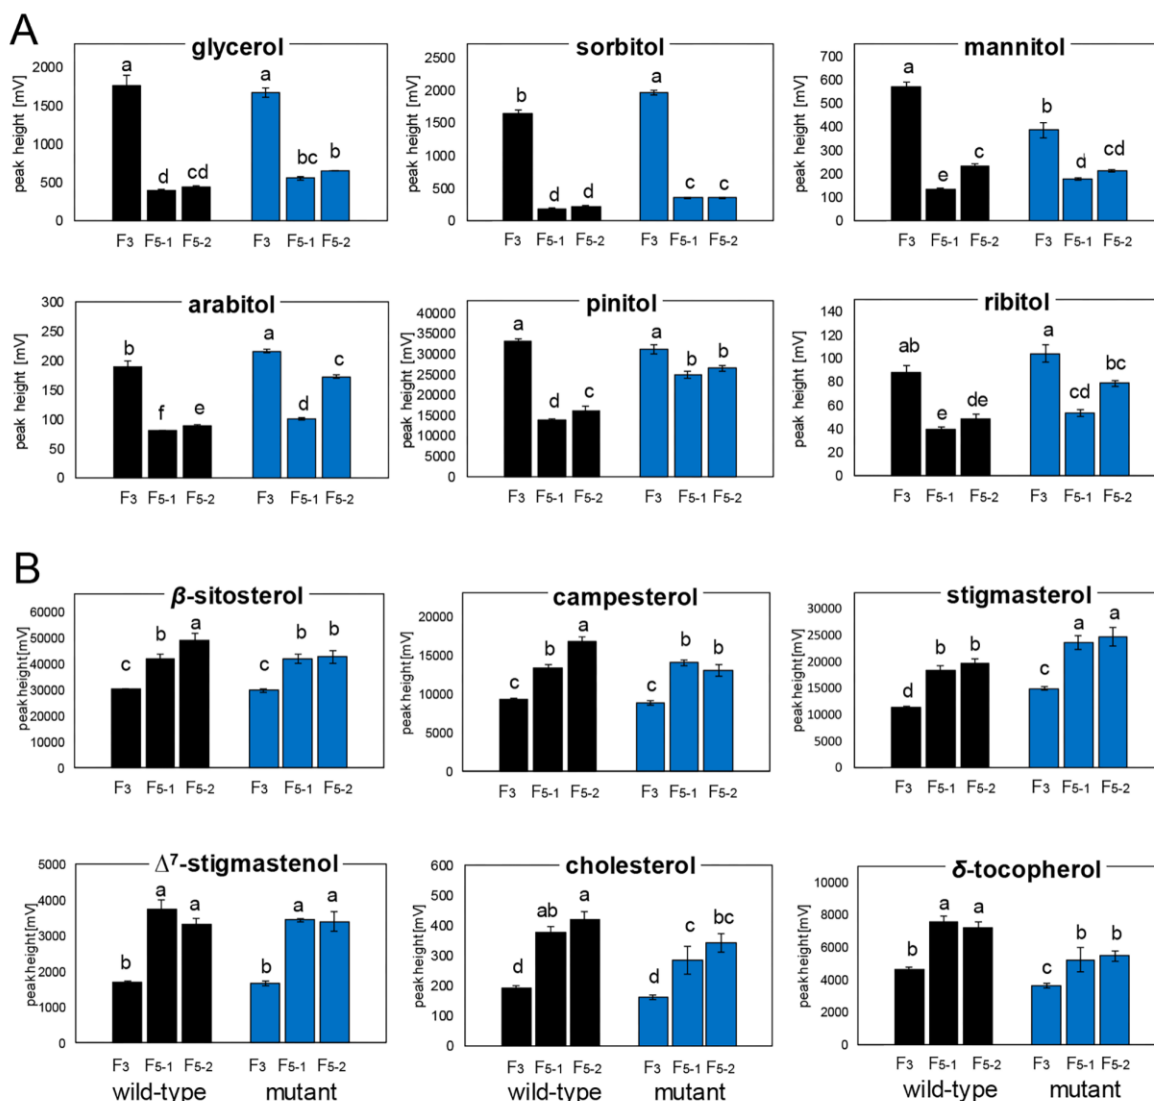 A
glycerol
peak height [mV]
2000
1500
1000
500
0
a
d
cd
a
bc
b
F3 F5-1 F5-2 F3 F5-1 F5-2
sorbitol
peak height [mV]
2500
2000
1500
1000
500
0
b
d
d
a
c
c
F3 F5-1 F5-2 F3 F5-1 F5-2
mannitol
peak height [mV]
700
600
500
400
300
200
100
0
a
e
c
b
d
cd
F3 F5-1 F5-2 F3 F5-1 F5-2
arabitol
peak height [mV]
300
250
200
150
100
50
0
b
f
e
a
d
c
F3 F5-1 F5-2 F3 F5-1 F5-2
pinitol
peak height [mV]
40000
35000
30000
25000
20000
15000
10000
5000
0
a
d
c
a
b
b
F3 F5-1 F5-2 F3 F5-1 F5-2
ribitol
peak height [mV]
140
120
100
80
60
40
20
0
ab
e
de
a
cd
bc
F3 F5-1 F5-2 F3 F5-1 F5-2
B
β-sitosterol
peak height [mV]
60000
50000
40000
30000
20000
10000
0
c
b
a
c
b
b
F3 F5-1 F5-2 F3 F5-1 F5-2
campesterol
peak height [mV]
20000
15000
10000
5000
0
c
b
a
c
b
b
F3 F5-1 F5-2 F3 F5-1 F5-2
stigmasterol
peak height [mV]
30000
25000
20000
15000
10000
5000
0
d
b
b
c
a
a
F3 F5-1 F5-2 F3 F5-1 F5-2
Δ⁷-stigmastenol
peak height [mV]
5000
4000
3000
2000
1000
0
b
a
a
b
a
a
F3 F5-1 F5-2 F3 F5-1 F5-2
wild-type mutant
cholesterol
peak height [mV]
600
500
400
300
200
100
0
d
ab
a
d
c
bc
F3 F5-1 F5-2 F3 F5-1 F5-2
wild-type mutant
δ-tocopherol
peak height [mV]
10000
8000
6000
4000
2000
0
b
a
a
c
b
b
F3 F5-1 F5-2 F3 F5-1 F5-2
wild-type mutant